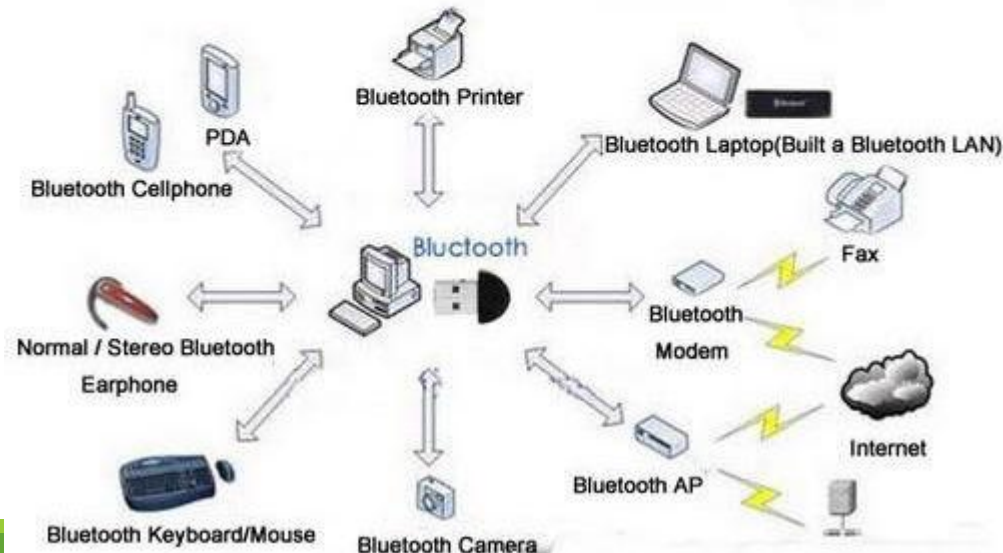 Bluetooth Printer
PDA
Bluetooth Cellphone
Bluetooth Laptop(Built a Bluetooth LAN)
Fax
Bluctooth
Bluetooth
Modem
Normal / Stereo Bluetooth
Earphone
Internet
Bluetooth AP
Bluetooth Keyboard/Mouse
Bluetooth Camera